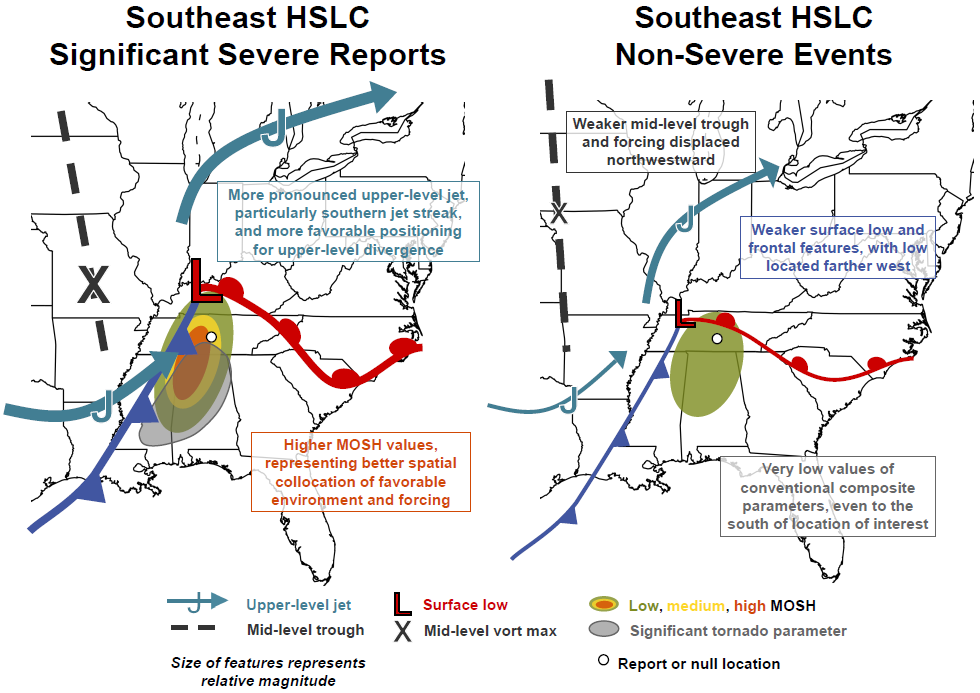 Southeast HSLC
Significant Severe Reports
Southeast HSLC
Non-Severe Events
J
More pronounced upper-level jet,
particularly southern jet streak,
and more favorable positioning
for upper-level divergence
X
L
J
Higher MOSH values,
representing better spatial
collocation of favorable
environment and forcing
Weaker mid-level trough
and forcing displaced
northwestward
X
J
Weaker surface low and
frontal features, with low
located farther west
L
J
Very low values of
conventional composite
parameters, even to the
south of location of interest
J Upper-level jet
Mid-level trough
Size of features represents
relative magnitude
L Surface low
X Mid-level vort max
Low, medium, high MOSH
Significant tornado parameter
Report or null location